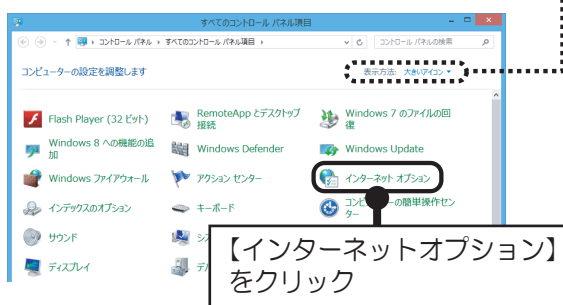 すべてのコントロール パネル項目
コントロール パネル ▸ すべてのコントロール パネル項目 ▸
コントロール パネルの検索
コンピューターの設定を調整します
表示方法: 大きいアイコン ▼
Flash Player (32 ビット)
RemoteApp とデスクトップ
接続
Windows 7 のファイルの回
復
Windows 8 への機能の追
加
Windows Defender
Windows Update
Windows ファイアウォール
アクション センター
インターネット オプション
インデックスのオプション
キーボード
の簡単操作セン
ター
サウンド
ディスプレイ
【インターネットオプション】
をクリック